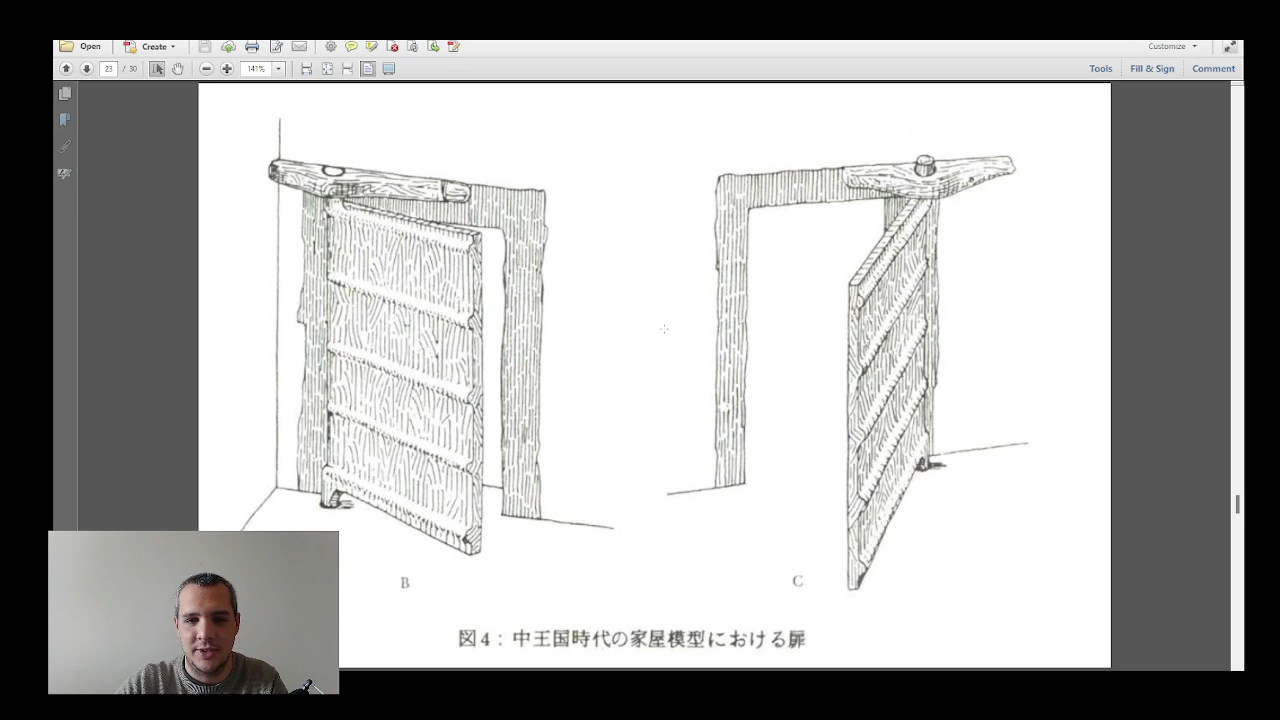 Open
Create
Customize
23 / 30
141%
Tools
Fill & Sign
Comment
B
C
図4：中王国時代の家屋模型における扉